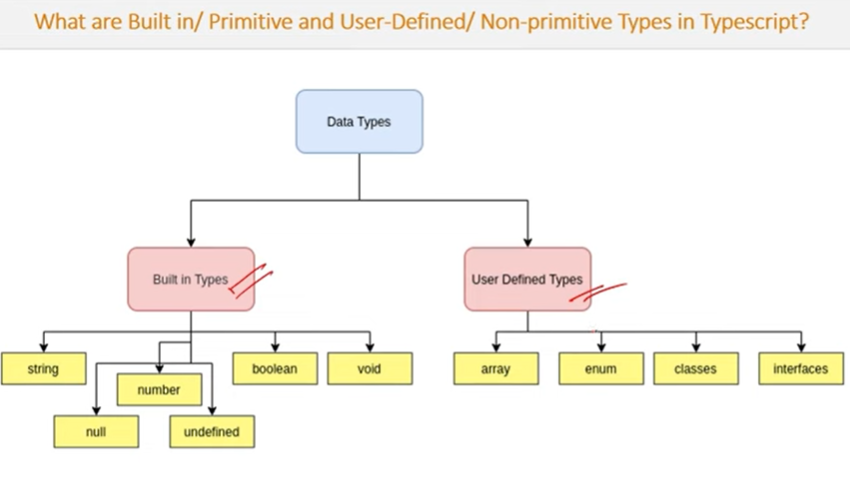 What are Built in/ Primitive and User-Defined/ Non-primitive Types in Typescript?
Data Types
Built in Types
User Defined Types
string
number
boolean
void
null
undefined
array
enum
classes
interfaces